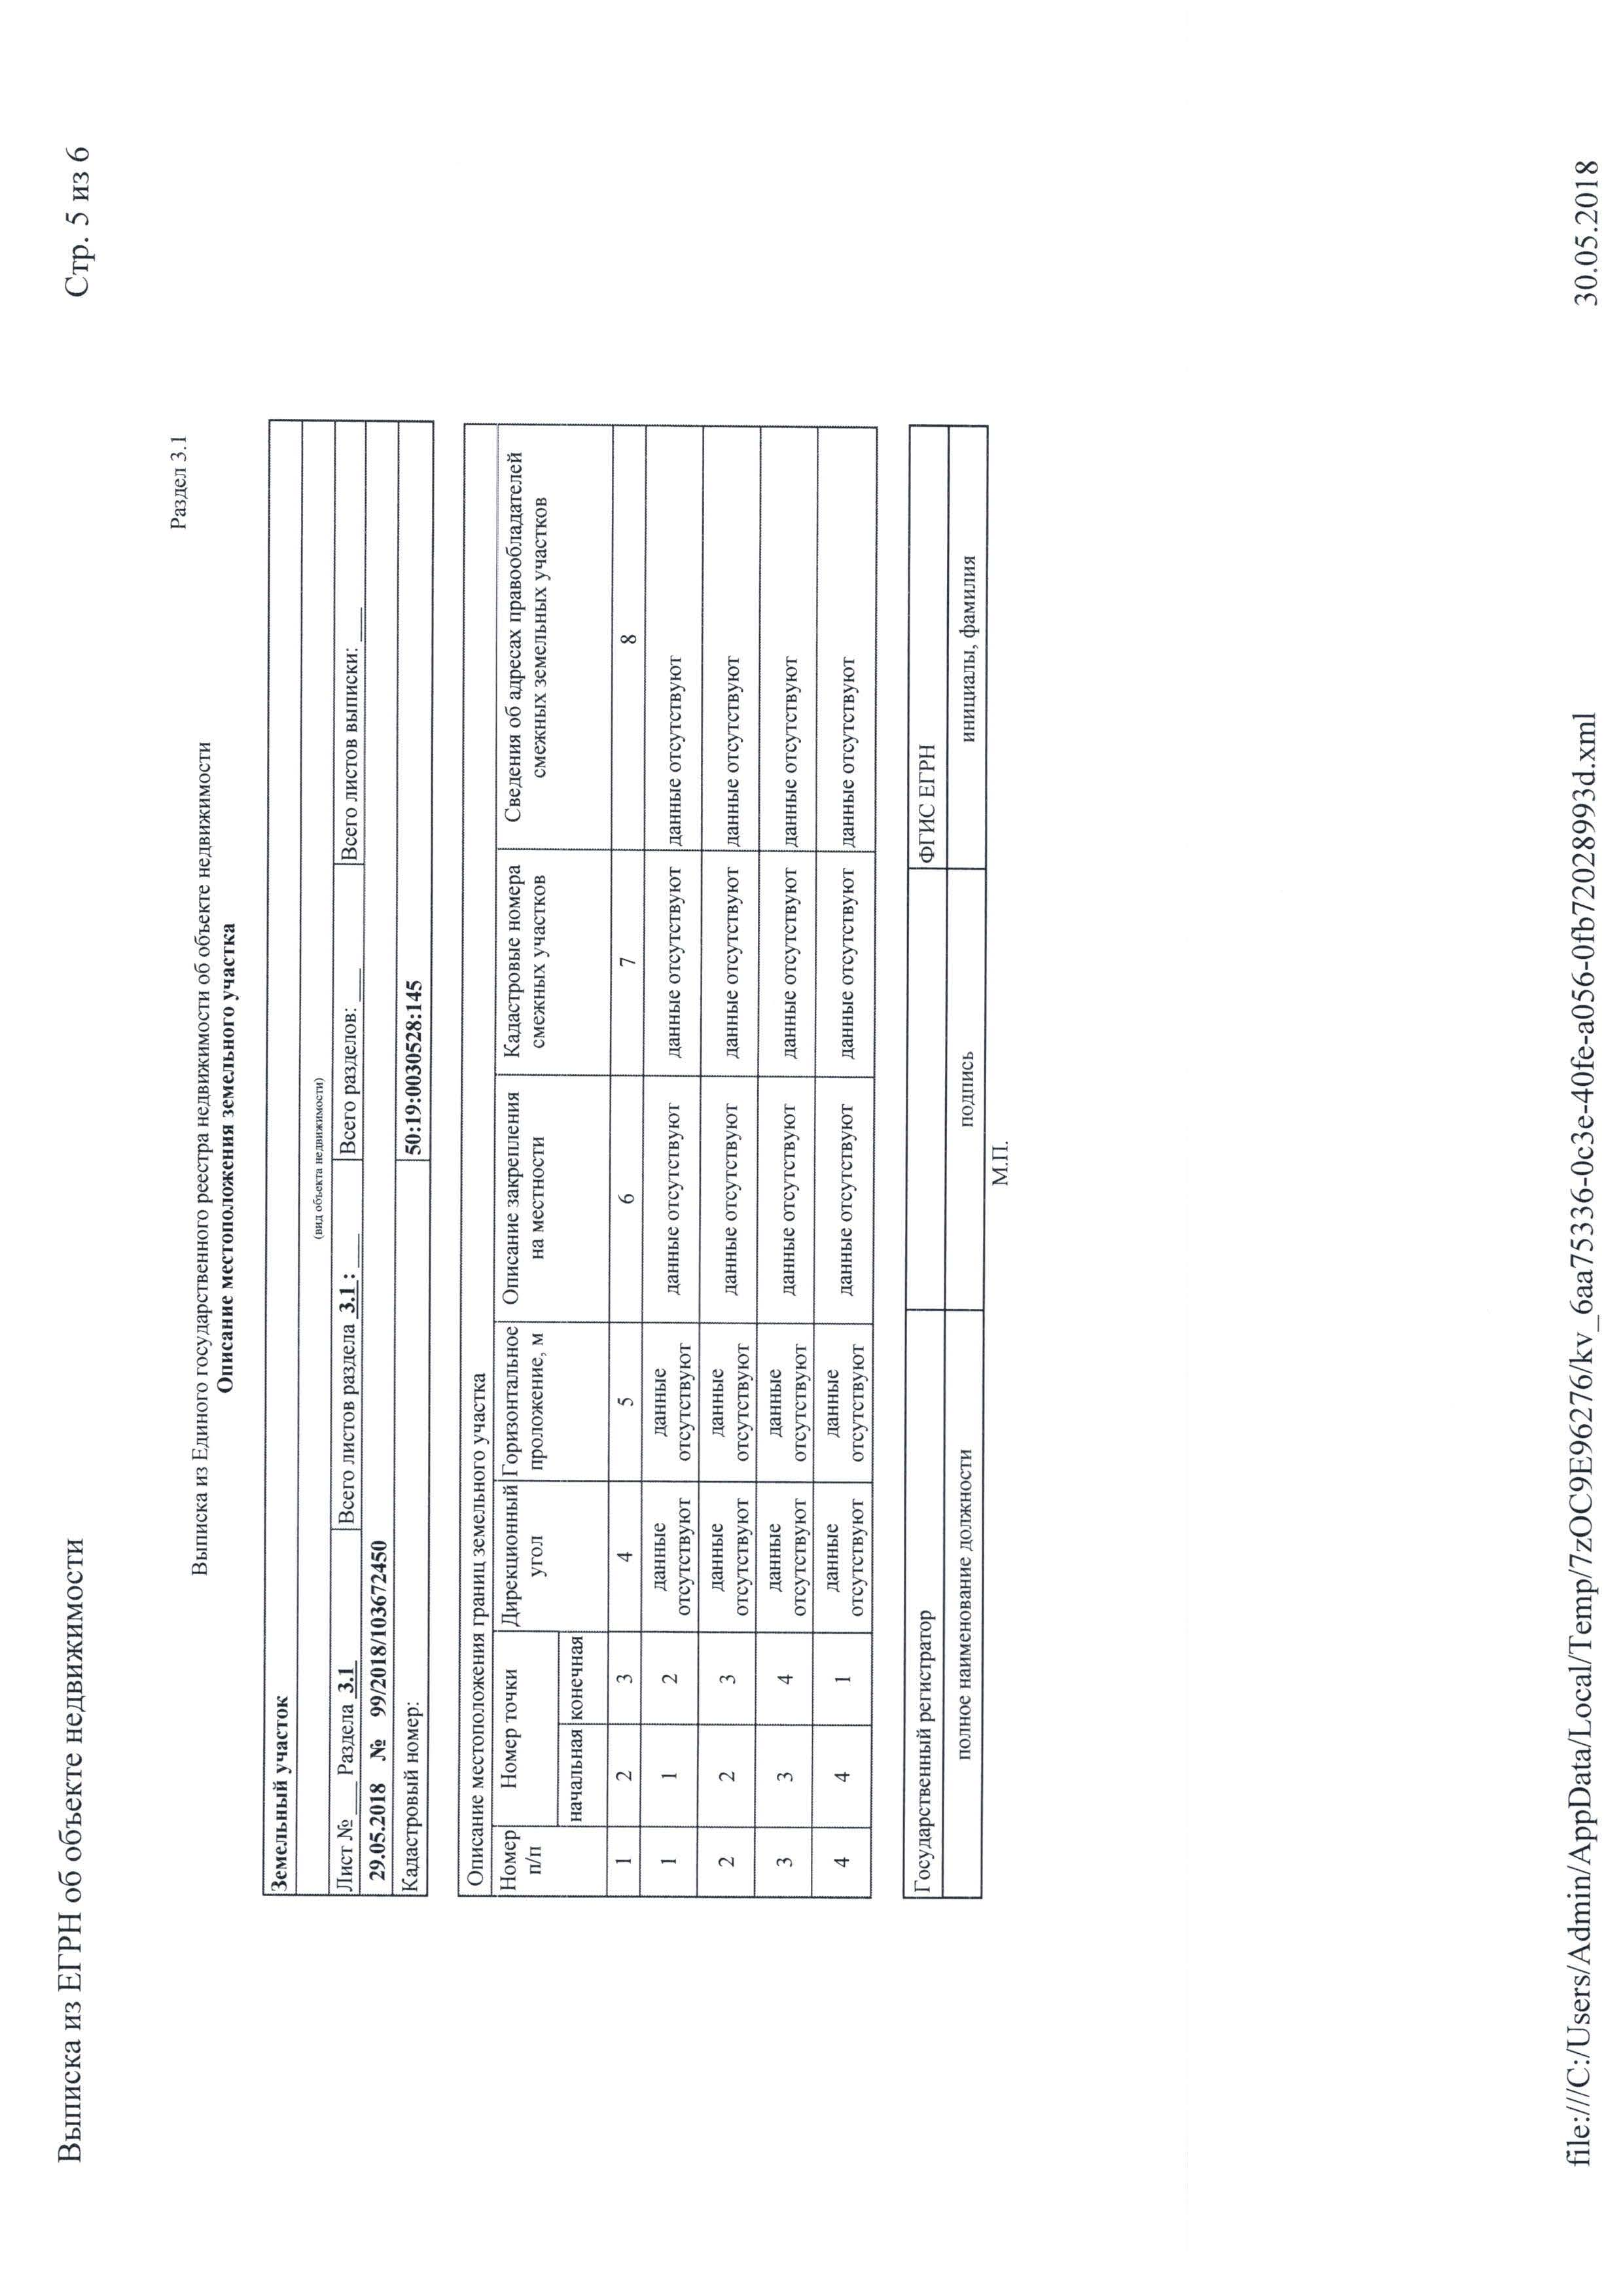 Выписка из ЕГРН об объекте недвижимости Стр. 5 из 6
Раздел 3.1
Выписка из Единого государственного реестра недвижимости об объекте недвижимости
Описание местоположения земельного участка
Земельный участок
(вид объекта недвижимости)
Лист № ___ Раздела 3.1 Всего листов раздела 3.1 : ___ Всего разделов: ___ Всего листов выписки: ___
29.05.2018 № 99/2018/103672450
Кадастровый номер: 50:19:0030528:145
Описание местоположения границ земельного участка
Номер п/п Номер точки Дирекционный угол Горизонтальное проложение, м Описание закрепления на местности Кадастровые номера смежных участков Сведения об адресах правообладателей смежных земельных участков
начальная конечная
1 2 3 4 5 6 7 8
1 1 2 данные отсутствуют данные отсутствуют данные отсутствуют данные отсутствуют данные отсутствуют
2 2 3 данные отсутствуют данные отсутствуют данные отсутствуют данные отсутствуют данные отсутствуют
3 3 4 данные отсутствуют данные отсутствуют данные отсутствуют данные отсутствуют данные отсутствуют
4 4 1 данные отсутствуют данные отсутствуют данные отсутствуют данные отсутствуют данные отсутствуют
Государственный регистратор ФГИС ЕГРН
полное наименование должности подпись инициалы, фамилия
М.П.
file:///C:/Users/Admin/AppData/Local/Temp/7zOC9E96276/kv_6aa75336-0c3e-40fe-a056-0fb72028993d.xml 30.05.2018